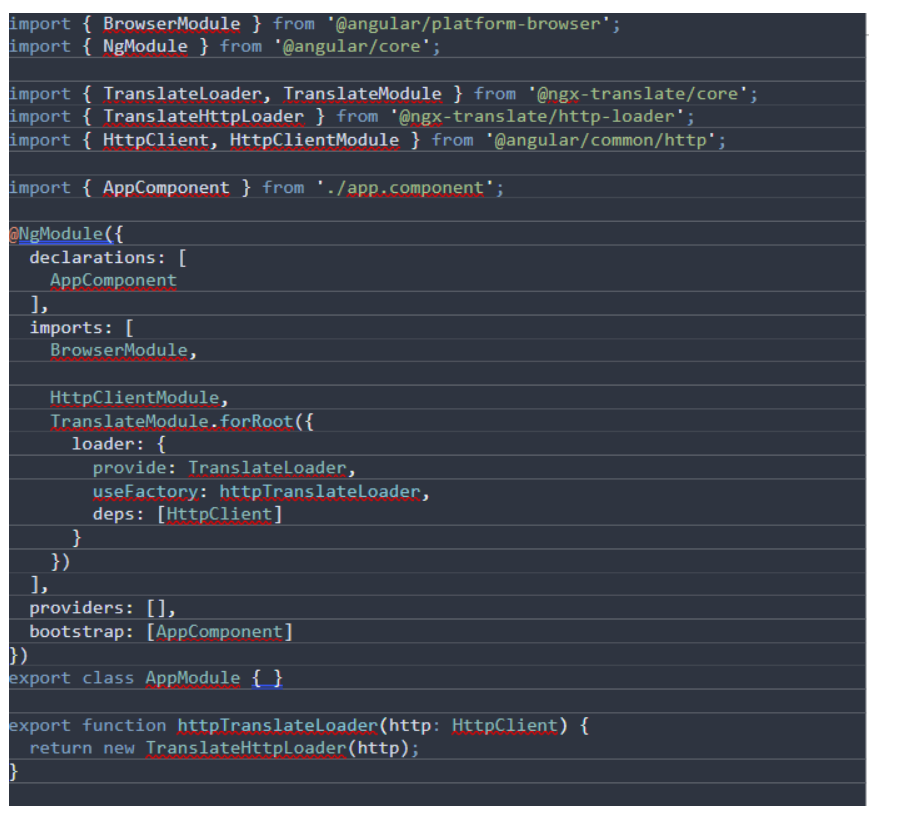 import { BrowserModule } from '@angular/platform-browser';
import { NgModule } from '@angular/core';
import { TranslateLoader, TranslateModule } from '@ngx-translate/core';
import { TranslateHttpLoader } from '@ngx-translate/http-loader';
import { HttpClient, HttpClientModule } from '@angular/common/http';
import { AppComponent } from './app.component';
@NgModule({
  declarations: [
    AppComponent
  ],
  imports: [
    BrowserModule,
    HttpClientModule,
    TranslateModule.forRoot({
      loader: {
        provide: TranslateLoader,
        useFactory: httpTranslateLoader,
        deps: [HttpClient]
      }
    })
  ],
  providers: [],
  bootstrap: [AppComponent]
})
export class AppModule { }
export function httpTranslateLoader(http: HttpClient) {
  return new TranslateHttpLoader(http);
}